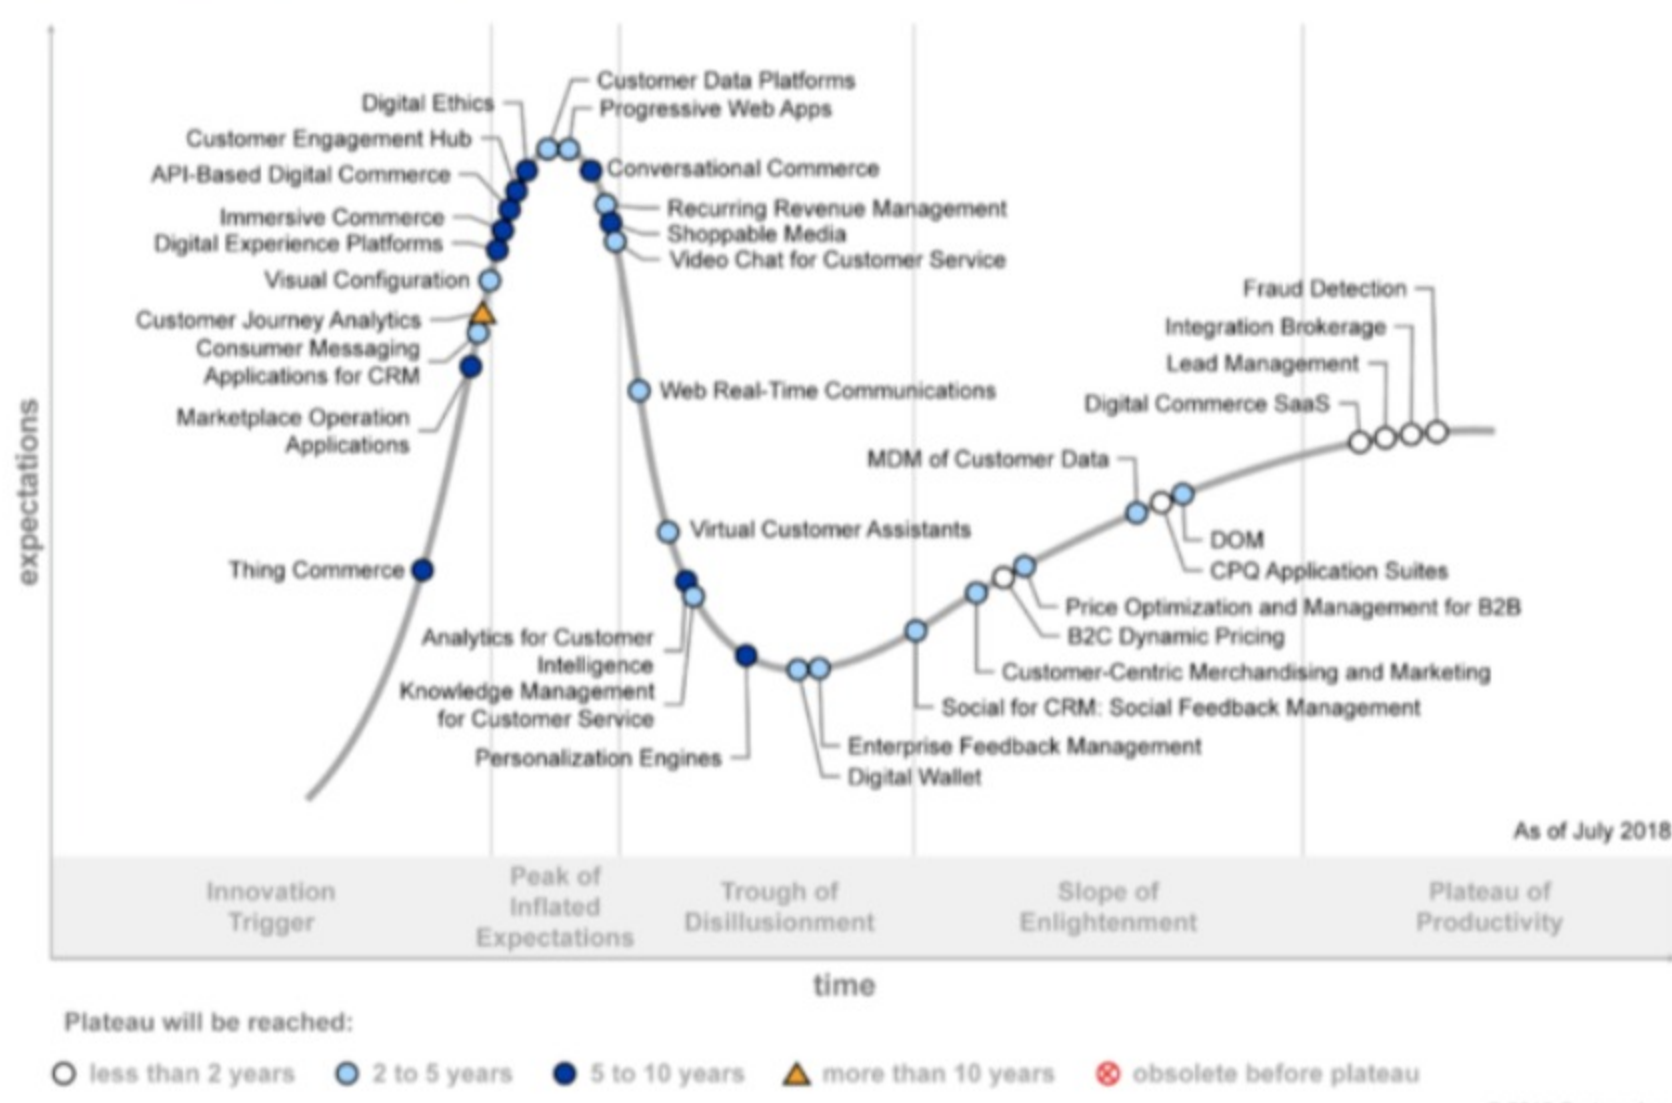 Customer Data Platforms
Digital Ethics
Progressive Web Apps
Customer Engagement Hub
Conversational Commerce
API-Based Digital Commerce
Recurring Revenue Management
Immersive Commerce
Shoppable Media
Digital Experience Platforms
Video Chat for Customer Service
Visual Configuration
Fraud Detection
Customer Journey Analytics
Integration Brokerage
Consumer Messaging
Applications for CRM
Lead Management
Web Real-Time Communications
Digital Commerce SaaS
Marketplace Operation
Applications
MDM of Customer Data
expectations
Virtual Customer Assistants
DOM
Thing Commerce
CPQ Application Suites
Price Optimization and Management for B2B
Analytics for Customer
Intelligence
B2C Dynamic Pricing
Customer-Centric Merchandising and Marketing
Knowledge Management
for Customer Service
Social for CRM: Social Feedback Management
Enterprise Feedback Management
Personalization Engines
Digital Wallet
As of July 2018
Innovation
Trigger
Peak of
Inflated
Expectations
Trough of
Disillusionment
Slope of
Enlightenment
Plateau of
Productivity
time
Plateau will be reached:
less than 2 years 2 to 5 years 5 to 10 years more than 10 years obsolete before plateau